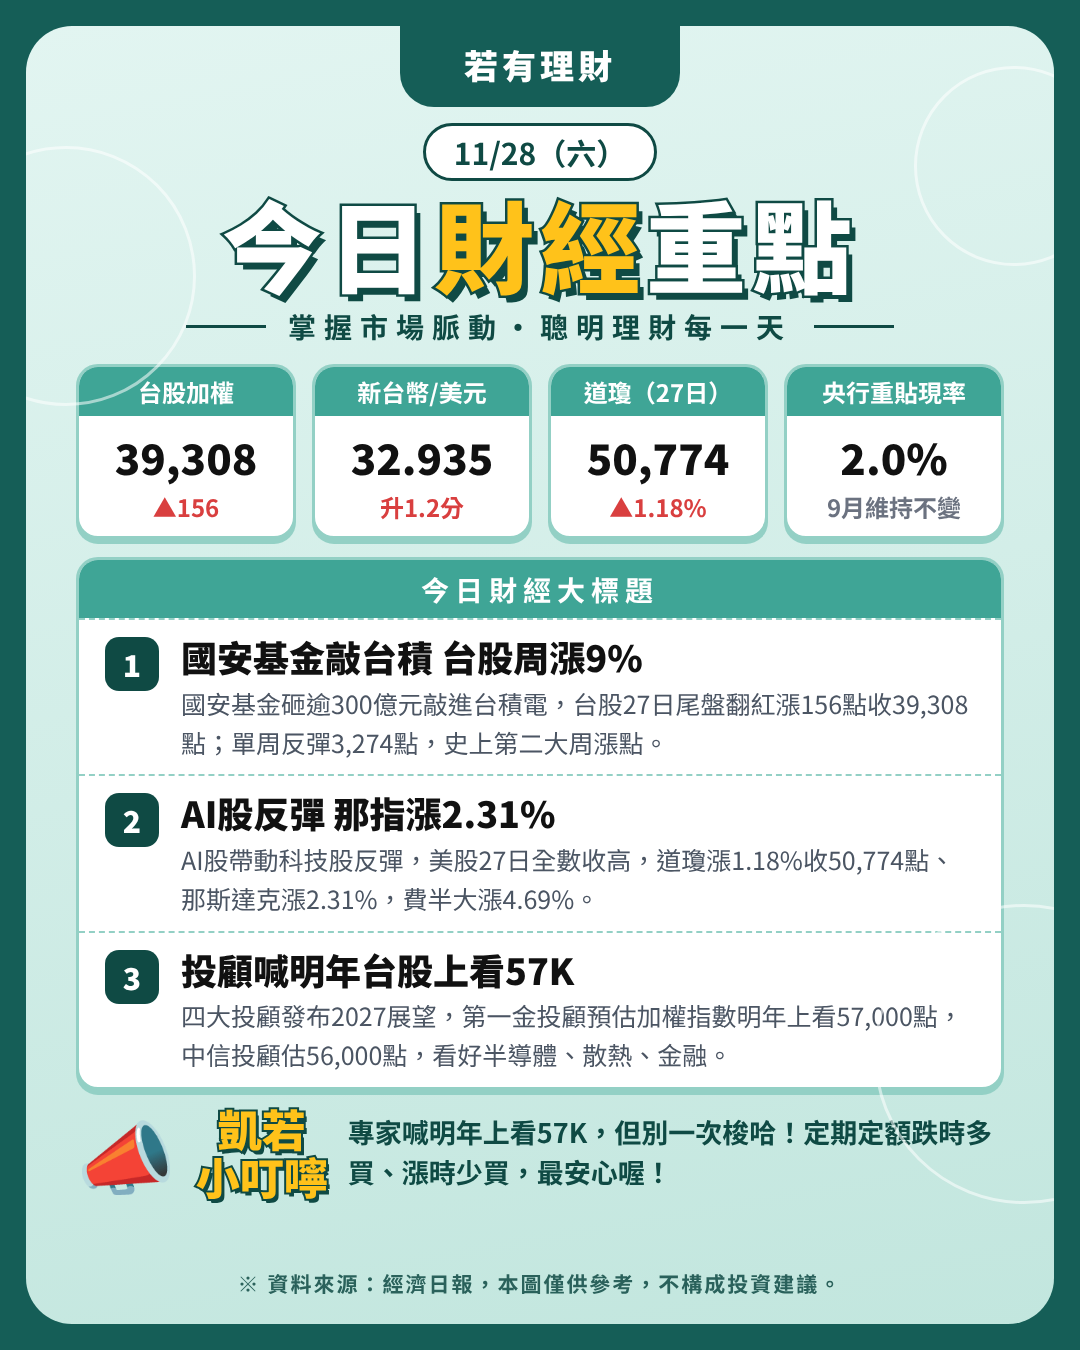 若有理財
11/28（六）
今日財經重點
掌握市場脈動・聰明理財每一天
台股加權
39,308
▲156
新台幣/美元
32.935
升1.2分
道瓊（27日）
50,774
▲1.18%
央行重貼現率
2.0%
9月維持不變
今日財經大標題
1
國安基金敲台積 台股周漲9%
國安基金砸逾300億元敲進台積電，台股27日尾盤翻紅漲156點收39,308
點；單周反彈3,274點，史上第二大周漲點。
2
AI股反彈 那指漲2.31%
AI股帶動科技股反彈，美股27日全數收高，道瓊漲1.18%收50,774點、
那斯達克漲2.31%，費半大漲4.69%。
3
投顧喊明年台股上看57K
四大投顧發布2027展望，第一金投顧預估加權指數明年上看57,000點，
中信投顧估56,000點，看好半導體、散熱、金融。
凱若
小叮嚀
專家喊明年上看57K，但別一次梭哈！定期定額跌時多
買、漲時少買，最安心喔！
※ 資料來源：經濟日報，本圖僅供參考，不構成投資建議。